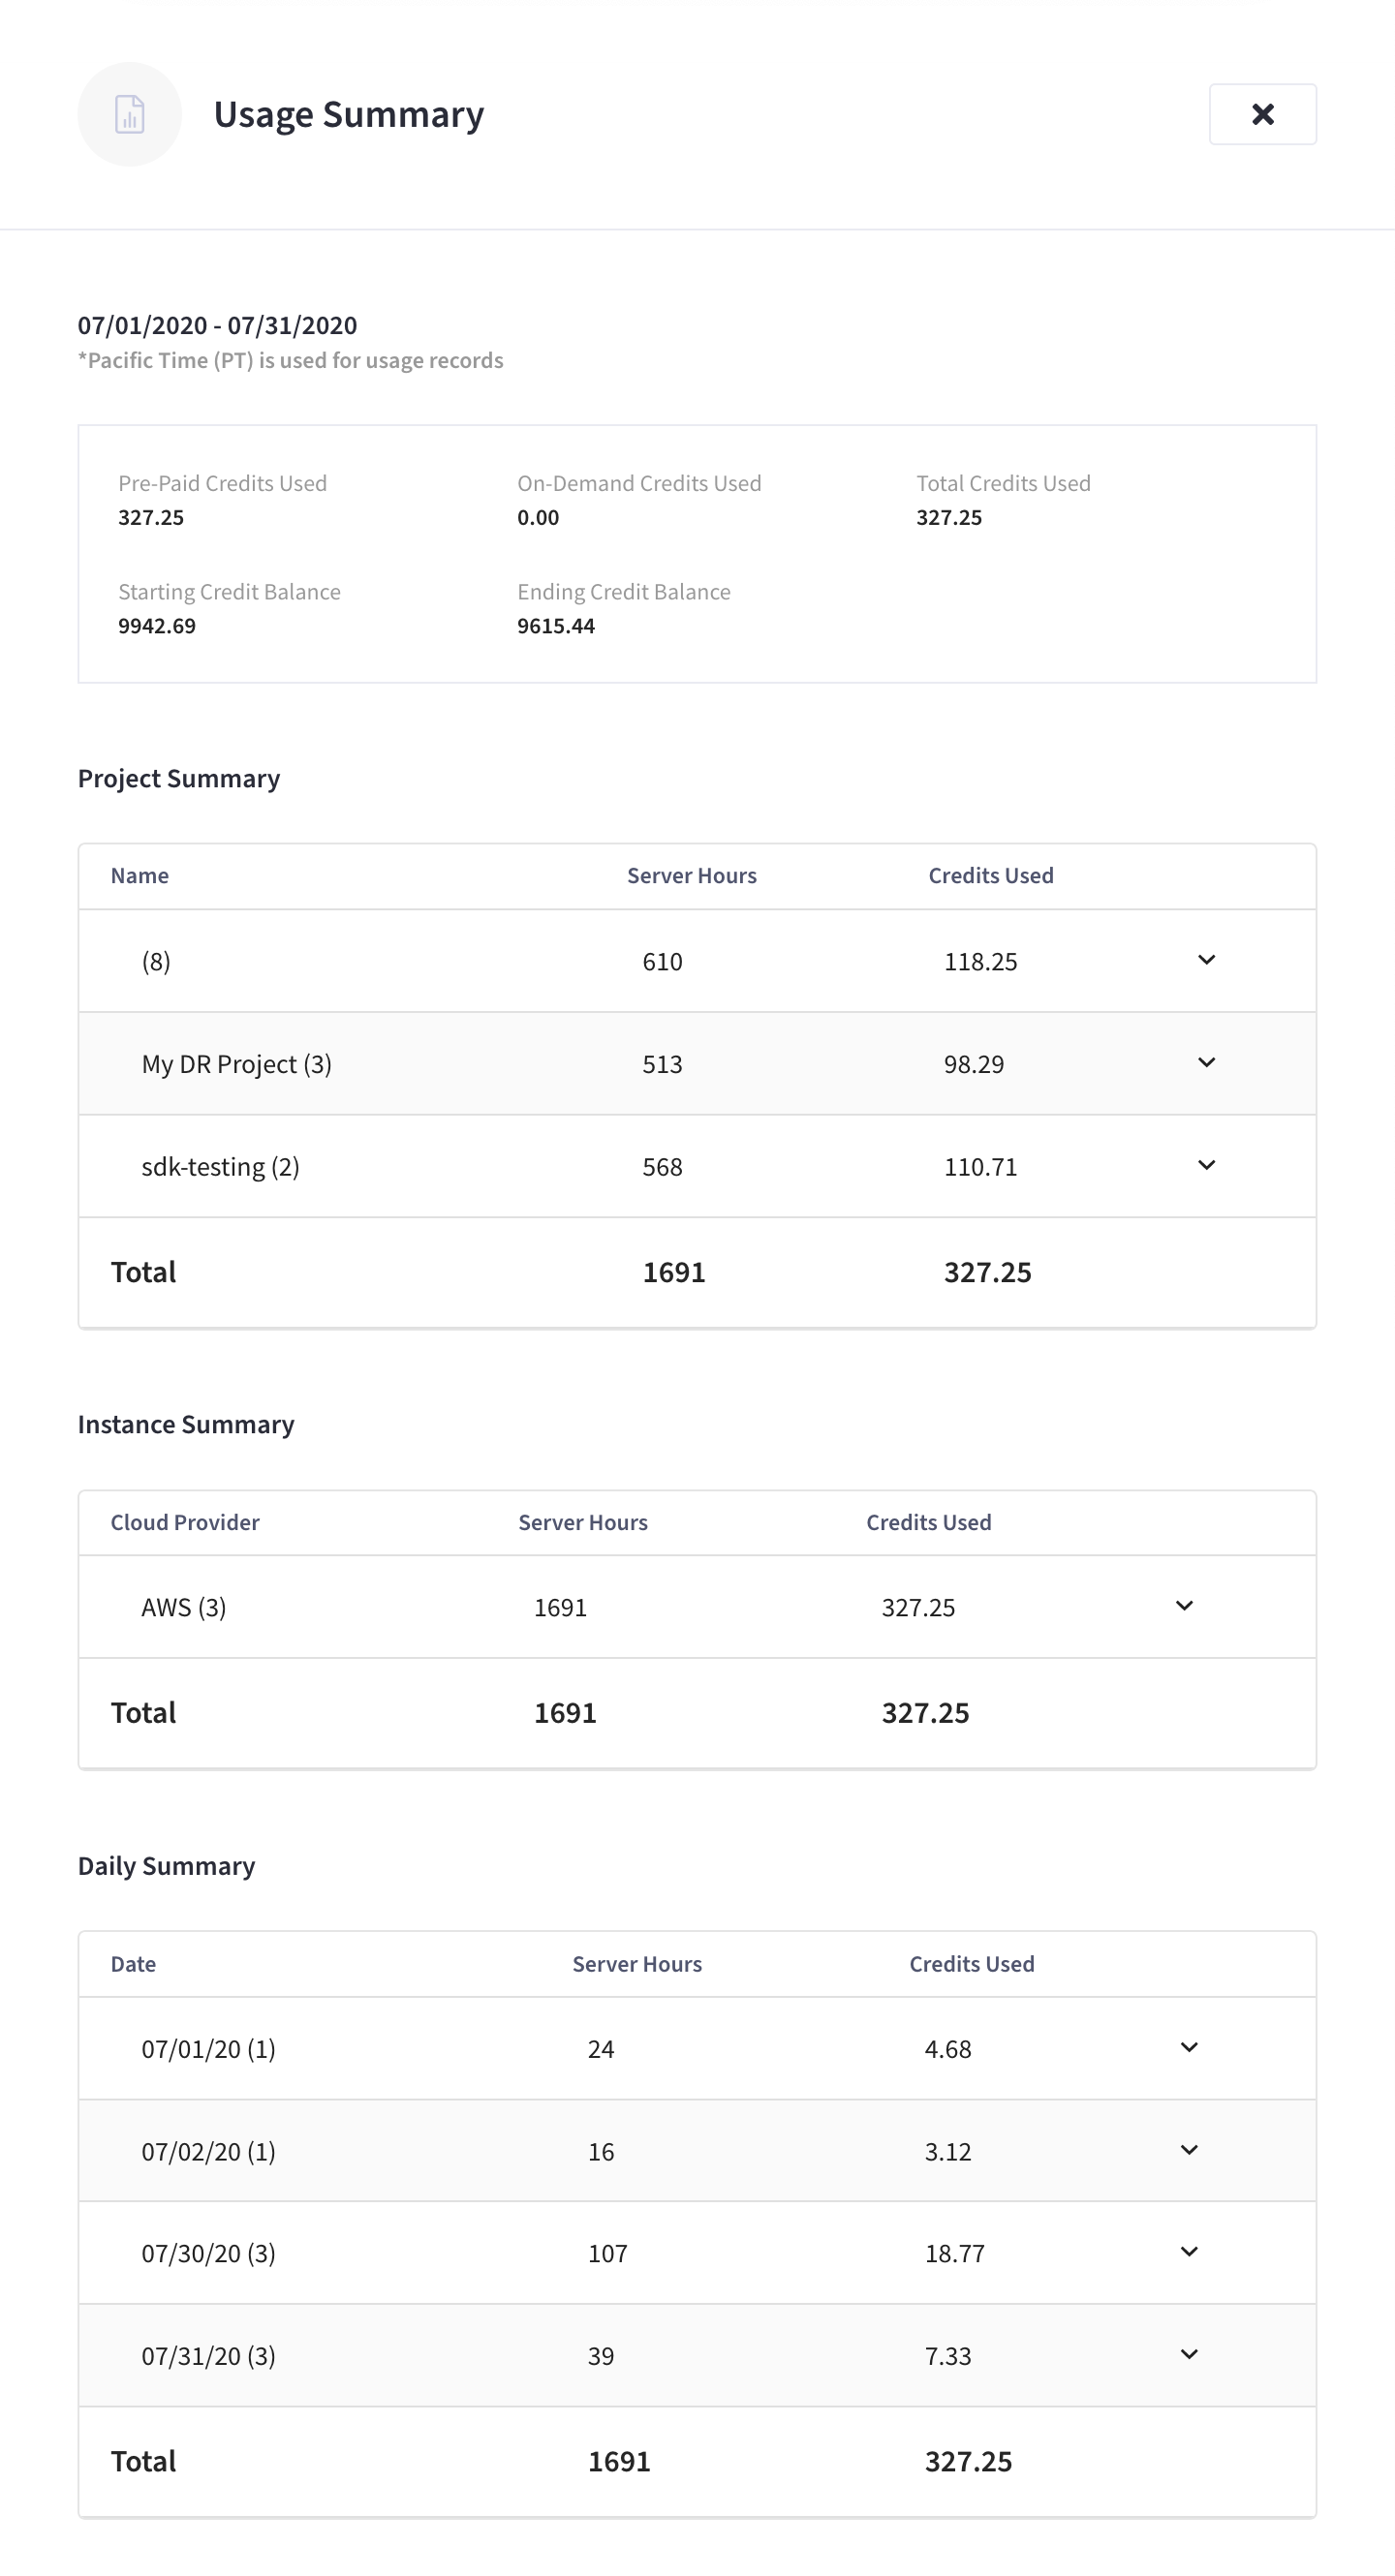 Usage Summary
07/01/2020 - 07/31/2020
*Pacific Time (PT) is used for usage records
Pre-Paid Credits Used On-Demand Credits Used Total Credits Used
327.25 0.00 327.25
Starting Credit Balance Ending Credit Balance
9942.69 9615.44
Project Summary
Name Server Hours Credits Used
(8) 610 118.25
My DR Project (3) 513 98.29
sdk-testing (2) 568 110.71
Total 1691 327.25
Instance Summary
Cloud Provider Server Hours Credits Used
AWS (3) 1691 327.25
Total 1691 327.25
Daily Summary
Date Server Hours Credits Used
07/01/20 (1) 24 4.68
07/02/20 (1) 16 3.12
07/30/20 (3) 107 18.77
07/31/20 (3) 39 7.33
Total 1691 327.25